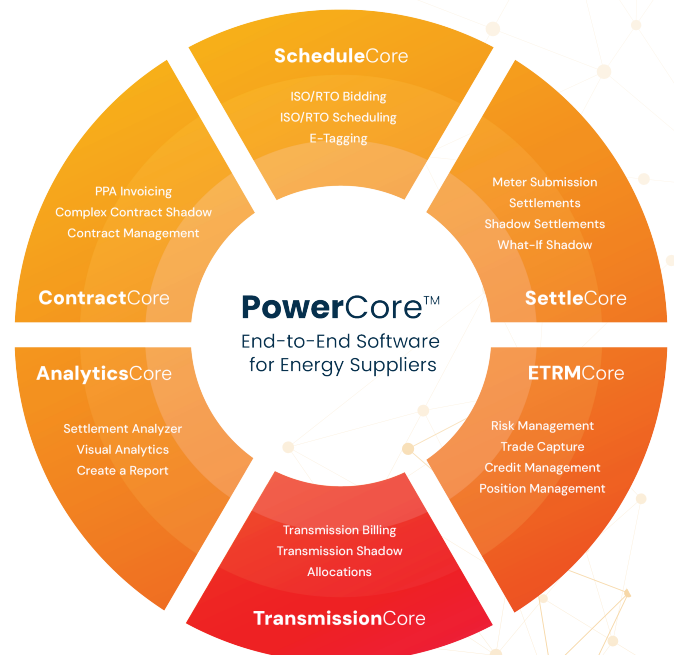 ScheduleCore
ISO/RTO Bidding
ISO/RTO Scheduling
E-Tagging
Meter Submission
Settlements
Shadow Settlements
What-If Shadow
SettleCore
ETRMCore
Risk Management
Trade Capture
Credit Management
Position Management
Transmission Billing
Transmission Shadow
Allocations
TransmissionCore
AnalyticsCore
Settlement Analyzer
Visual Analytics
Create a Report
PPA Invoicing
Complex Contract Shadow
Contract Management
ContractCore
PowerCore™
End-to-End Software
for Energy Suppliers